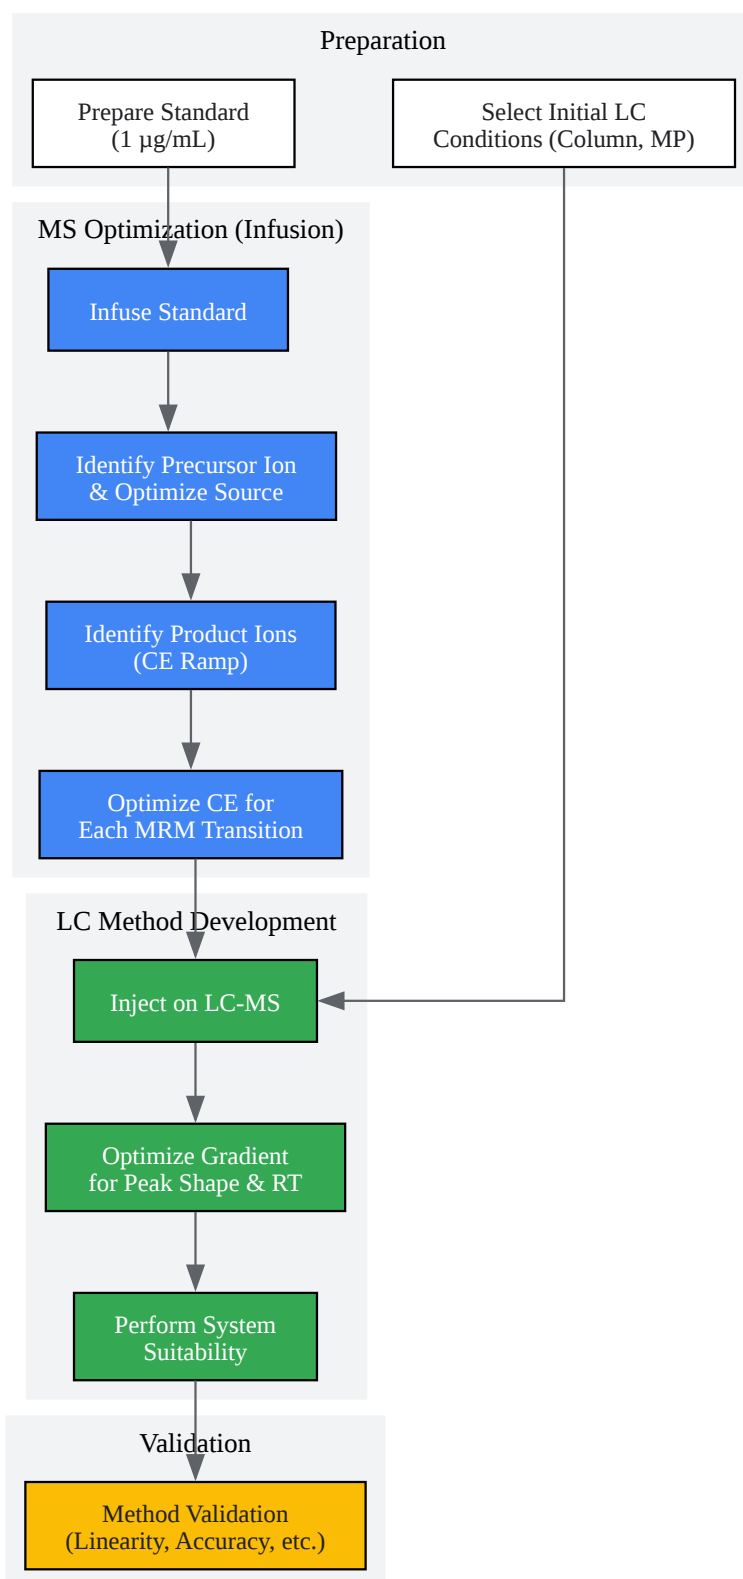 Preparation
Prepare Standard
(1 µg/mL)
Select Initial LC
Conditions (Column, MP)
MS Optimization (Infusion)
Infuse Standard
Identify Precursor Ion
& Optimize Source
Identify Product Ions
(CE Ramp)
Optimize CE for
Each MRM Transition
LC Method Development
Inject on LC-MS
Optimize Gradient
for Peak Shape & RT
Perform System
Suitability
Validation
Method Validation
(Linearity, Accuracy, etc.)